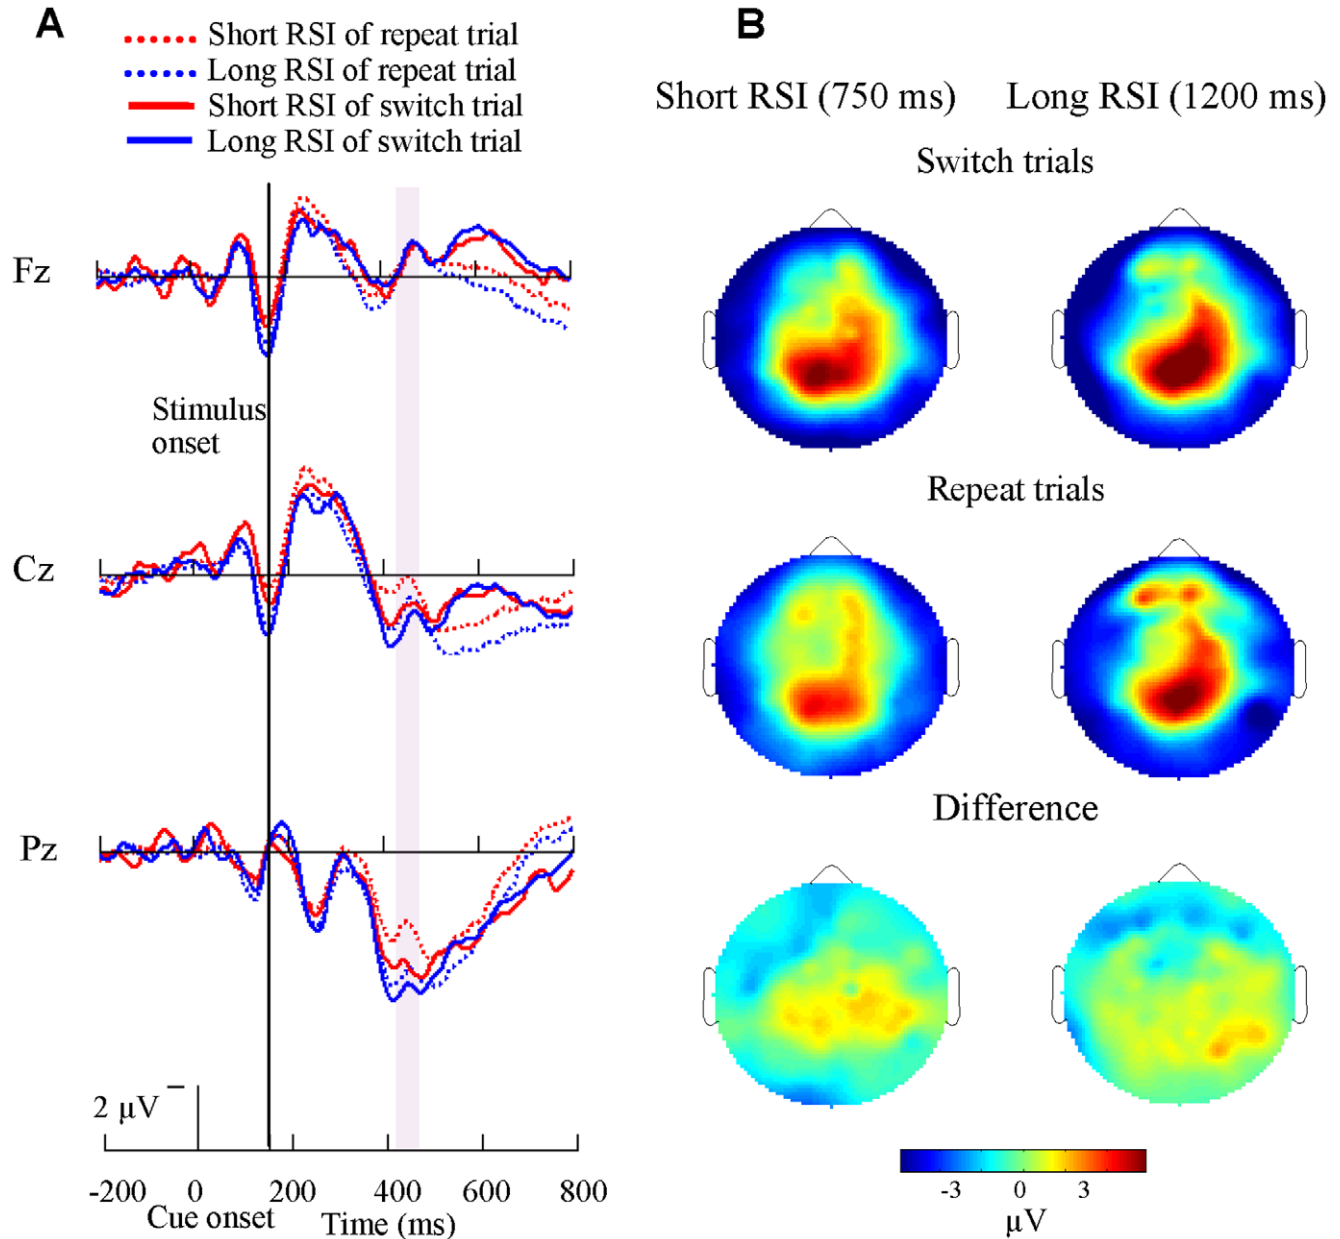 A
Short RSI of repeat trial
Long RSI of repeat trial
Short RSI of switch trial
Long RSI of switch trial
Fz
Stimulus
onset
Cz
Pz
2 µV
-200 0 200 400 600 800
Cue onset Time (ms)
B
Short RSI (750 ms) Long RSI (1200 ms)
Switch trials
Repeat trials
Difference
-3 0 3
µV